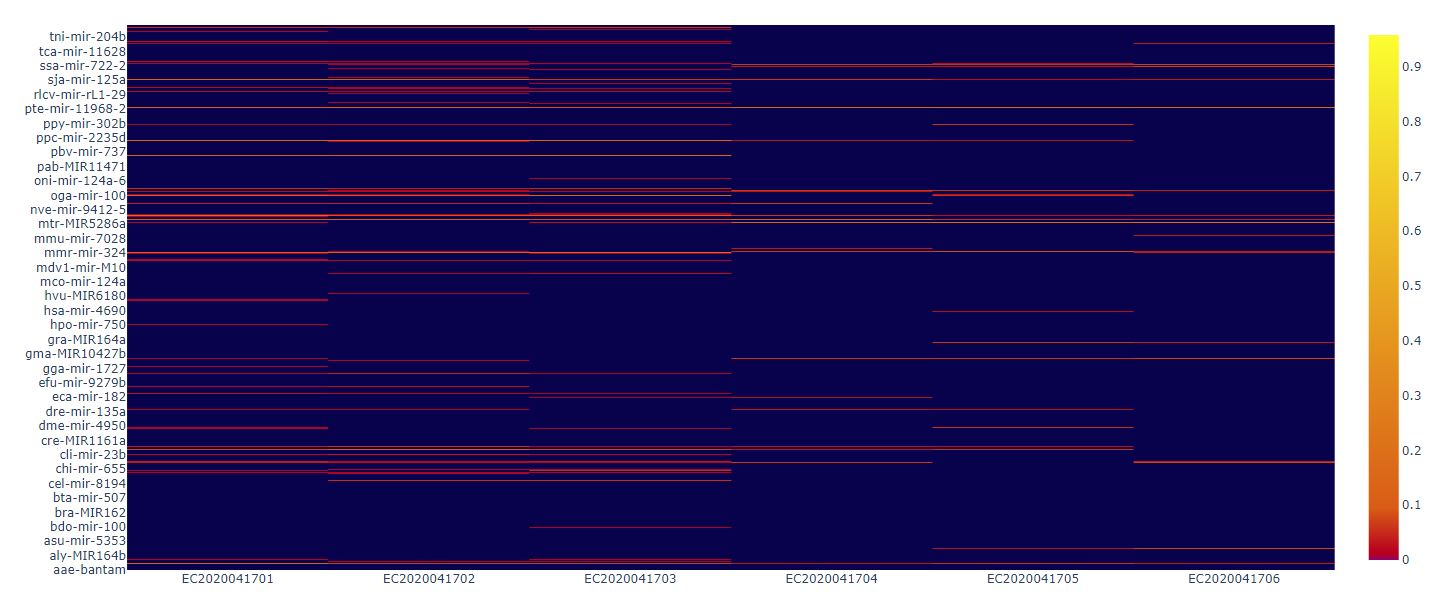 tni-mir-204b
tca-mir-11628
ssa-mir-722-2
sja-mir-125a
rlcv-mir-rL1-29
pte-mir-11968-2
ppy-mir-302b
ppc-mir-2235d
pbv-mir-737
pab-MIR11471
oni-mir-124a-6
oga-mir-100
nve-mir-9412-5
mtr-MIR5286a
mmu-mir-7028
mmr-mir-324
mdv1-mir-M10
mco-mir-124a
hvu-MIR6180
hsa-mir-4690
hpo-mir-750
gra-MIR164a
gma-MIR10427b
gga-mir-1727
efu-mir-9279b
eca-mir-182
dre-mir-135a
dme-mir-4950
cre-MIR1161a
cli-mir-23b
chi-mir-655
cel-mir-8194
bta-mir-507
bra-MIR162
bdo-mir-100
asu-mir-5353
aly-MIR164b
aae-bantam
EC2020041701 EC2020041702 EC2020041703 EC2020041704 EC2020041705 EC2020041706
0.9
0.8
0.7
0.6
0.5
0.4
0.3
0.2
0.1
0